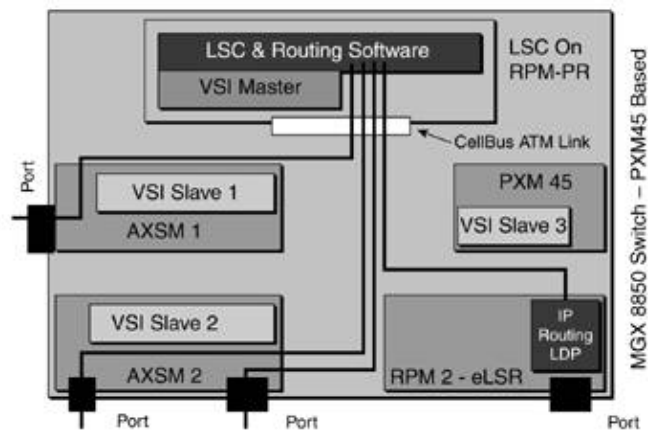 LSC & Routing Software
VSI Master
LSC On
RPM-PR
CellBus ATM Link
Port
VSI Slave 1
AXSM 1
PXM 45
VSI Slave 3
VSI Slave 2
AXSM 2
IP
Routing
LDP
RPM 2 - eLSR
Port
Port
Port
MGX 8850 Switch – PXM45 Based